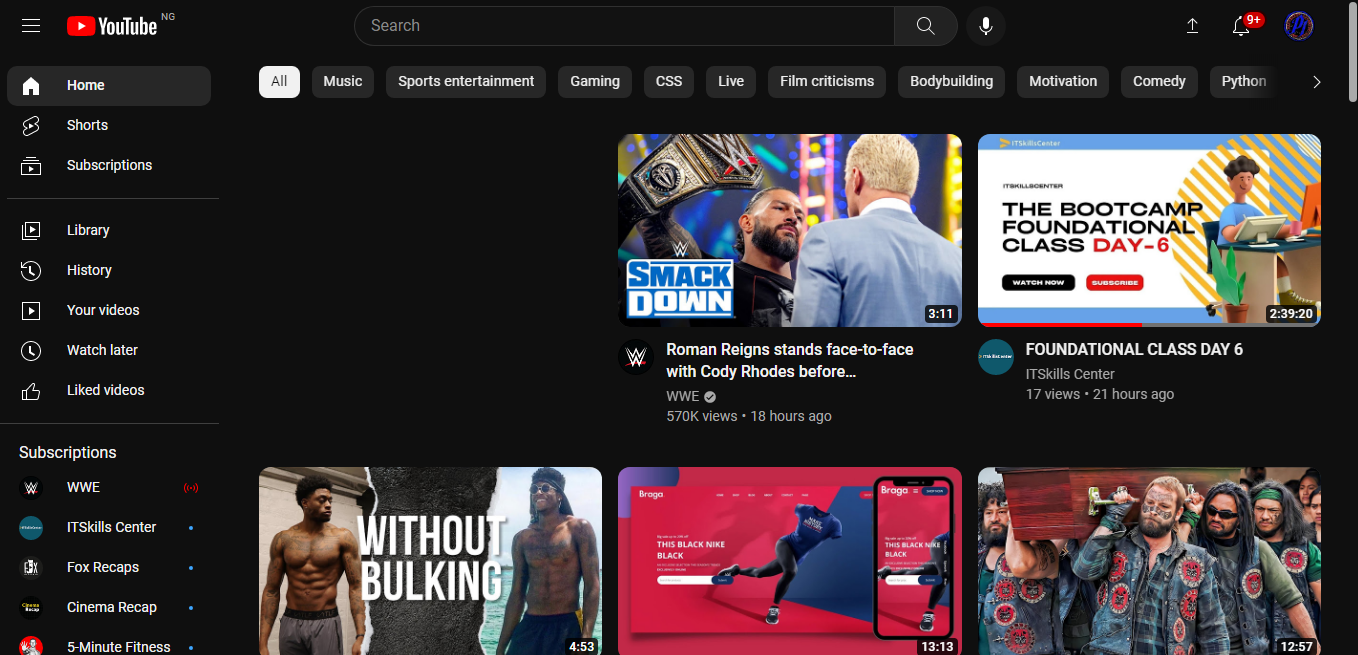 YouTube NG
Search
9+
Home
Shorts
Subscriptions
Library
History
Your videos
Watch later
Liked videos
Subscriptions
WWE
ITSkills Center
Fox Recaps
Cinema Recap
5-Minute Fitness
All
Music
Sports entertainment
Gaming
CSS
Live
Film criticisms
Bodybuilding
Motivation
Comedy
Python
SMACK
DOWN
3:11
Roman Reigns stands face-to-face
with Cody Rhodes before…
WWE
570K views • 18 hours ago
ITSkillsCenter
ITSKILLSCENTER
THE BOOTCAMP
FOUNDATIONAL
CLASS DAY-6
WATCH NOW
SUBSCRIBE
2:39:20
FOUNDATIONAL CLASS DAY 6
ITSkills Center
17 views • 21 hours ago
WITHOUT
BULKING
4:53
Braga
THIS BLACK NIKE
BLACK
Braga
THIS BLACK NIKE
BLACK
13:13
12:57